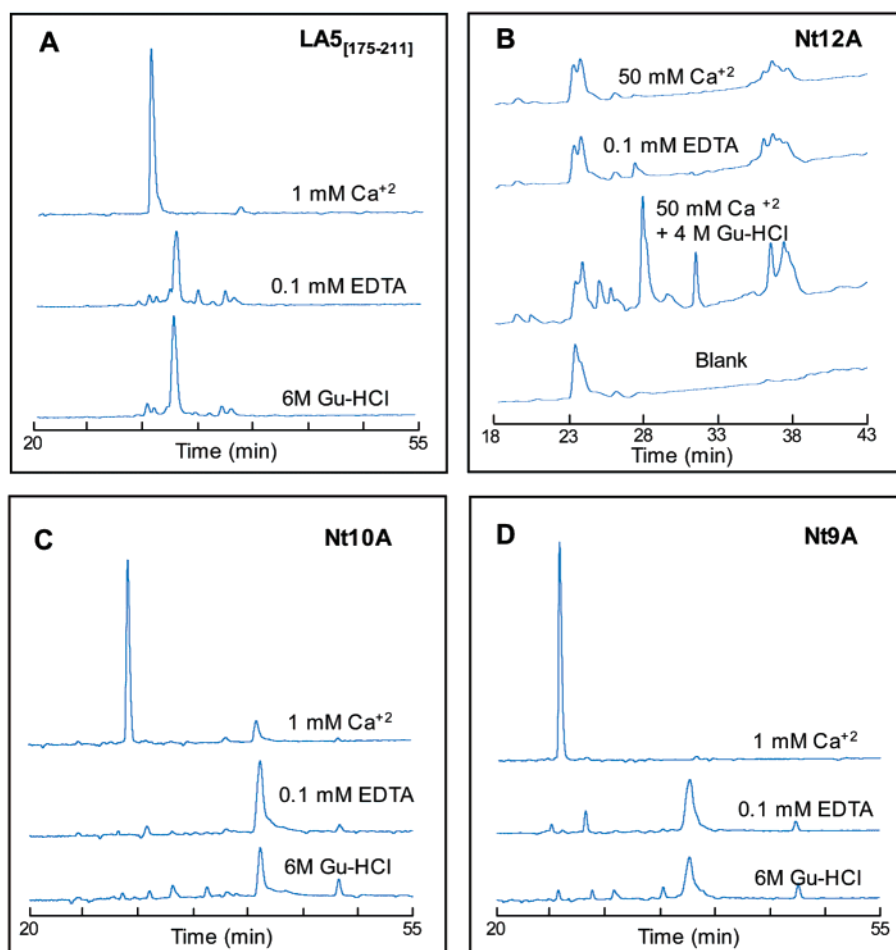 A
LA5[175-211]
1 mM Ca+2
0.1 mM EDTA
6M Gu-HCl
20
55
Time (min)
B
Nt12A
50 mM Ca+2
0.1 mM EDTA
50 mM Ca +2
+ 4 M Gu-HCl
Blank
18 23 28 33 38 43
Time (min)
C
Nt10A
1 mM Ca+2
0.1 mM EDTA
6M Gu-HCl
20
55
Time (min)
D
Nt9A
1 mM Ca+2
0.1 mM EDTA
6M Gu-HCl
20
55
Time (min)